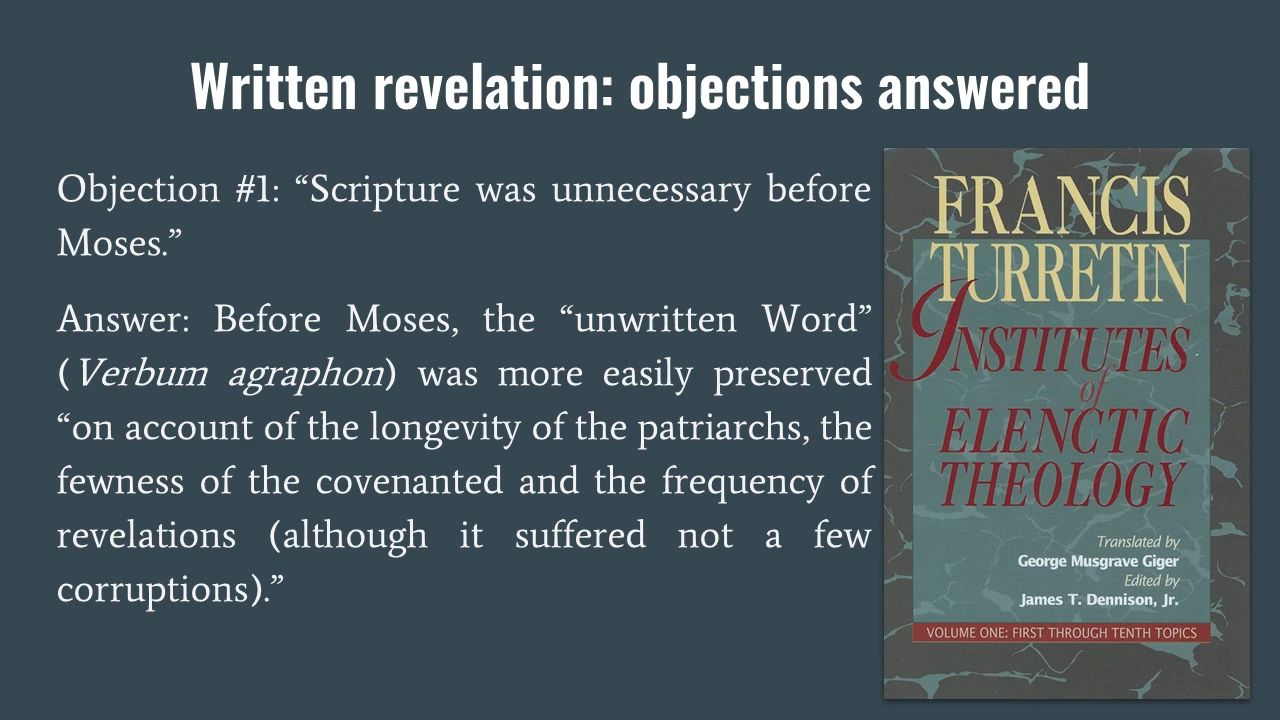 Written revelation: objections answered
Objection #1: “Scripture was unnecessary before
Moses.”
Answer: Before Moses, the “unwritten Word”
(Verbum agraphon) was more easily preserved
“on account of the longevity of the patriarchs, the
fewness of the covenanted and the frequency of
revelations (although it suffered not a few
corruptions).”
FRANCIS
TURRETIN
INSTITUTES
of
ELENCTIC
THEOLOGY
Translated by
George Musgrave Giger
Edited by
James T. Dennison, Jr.
VOLUME ONE: FIRST THROUGH TENTH TOPICS